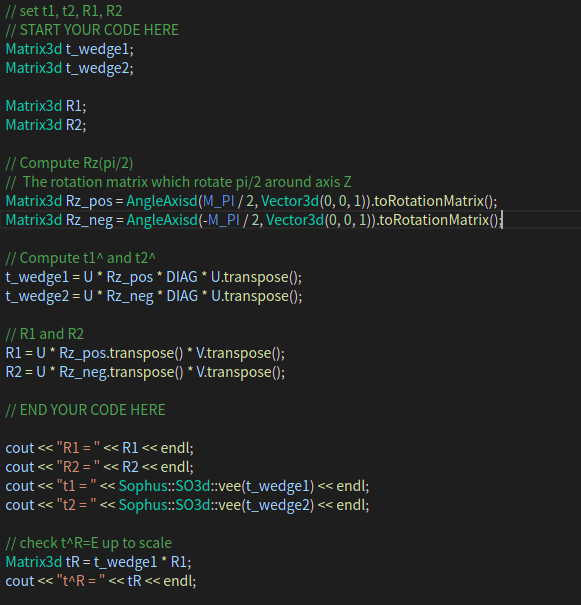 // set t1, t2, R1, R2
// START YOUR CODE HERE
Matrix3d t_wedge1;
Matrix3d t_wedge2;
Matrix3d R1;
Matrix3d R2;
// Compute Rz(pi/2)
//  The rotation matrix which rotate pi/2 around axis Z
Matrix3d Rz_pos = AngleAxisd(M_PI / 2, Vector3d(0, 0, 1)).toRotationMatrix();
Matrix3d Rz_neg = AngleAxisd(-M_PI / 2, Vector3d(0, 0, 1)).toRotationMatrix();
// Compute t1^ and t2^
t_wedge1 = U * Rz_pos * DIAG * U.transpose();
t_wedge2 = U * Rz_neg * DIAG * U.transpose();
// R1 and R2
R1 = U * Rz_pos.transpose() * V.transpose();
R2 = U * Rz_neg.transpose() * V.transpose();
// END YOUR CODE HERE
cout << "R1 = " << R1 << endl;
cout << "R2 = " << R2 << endl;
cout << "t1 = " << Sophus::SO3d::vee(t_wedge1) << endl;
cout << "t2 = " << Sophus::SO3d::vee(t_wedge2) << endl;
// check t^R=E up to scale
Matrix3d tR = t_wedge1 * R1;
cout << "t^R = " << tR << endl;